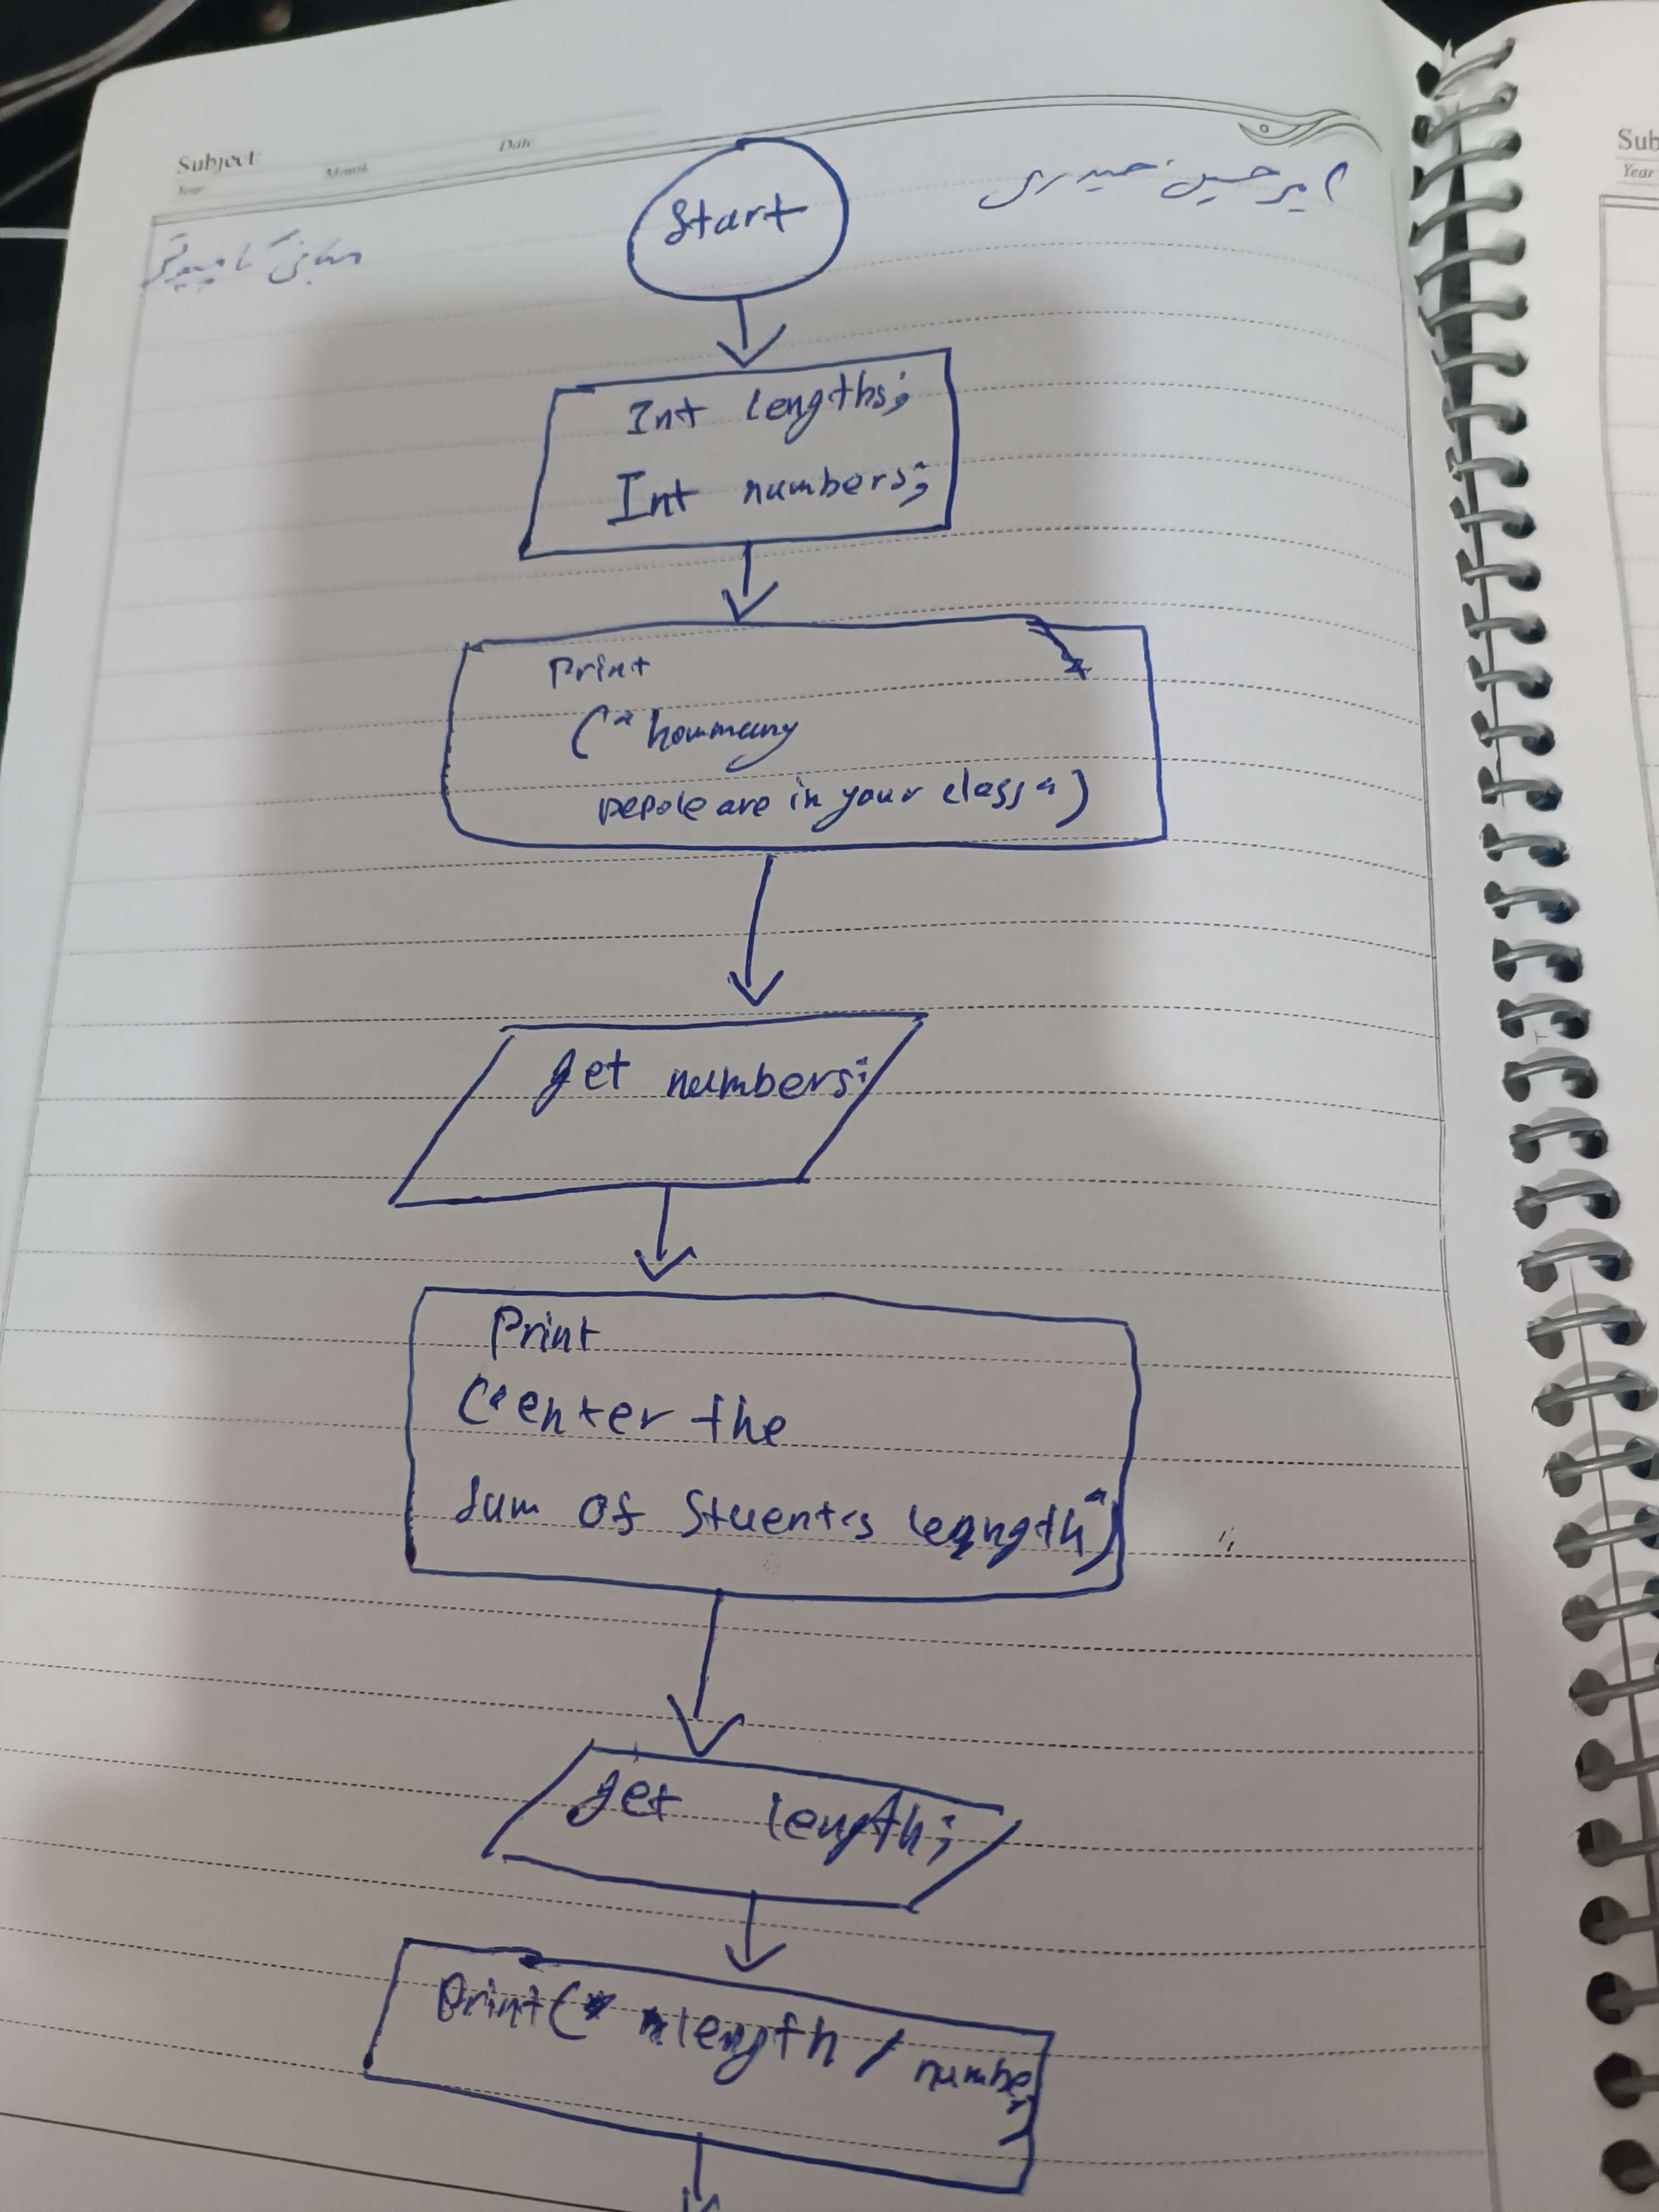 Subject:
Year
Month
Date
امیرحسین حیدری
مبانی کامپیوتر
Start
Int lengths;
Int numbers;
Print
("howmany
pepole are in your class")
get numbers;
Print
("enter the
sum of Stuents length")
get length;
Print( length / number)
Sub
Year